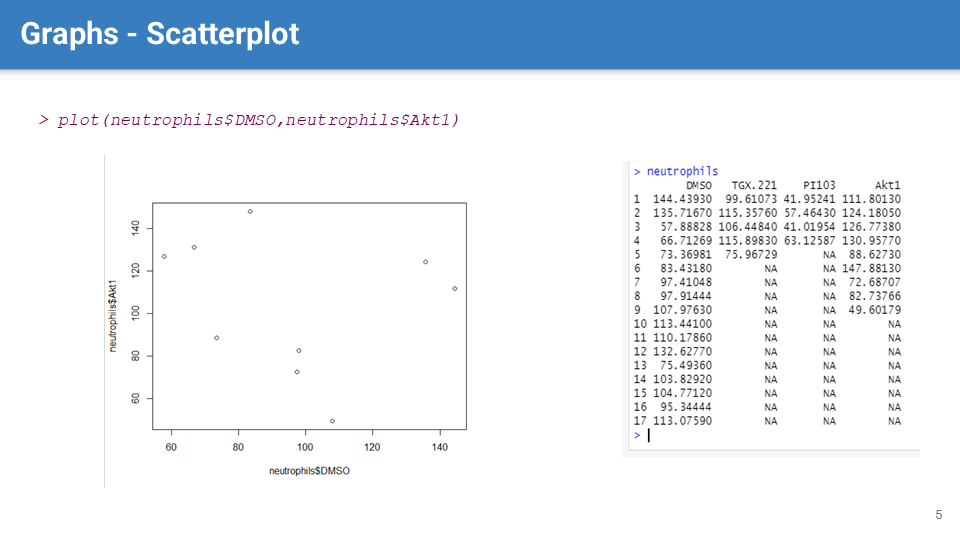 Graphs - Scatterplot
> plot(neutrophils$DMSO,neutrophils$Akt1)
neutrophils$Akt1
140
120
100
80
60
60 80 100 120 140
neutrophils$DMSO
> neutrophils
DMSO TGX.221 PI103 Akt1
1 144.43930 99.61073 41.95241 111.80130
2 135.71670 115.35760 57.46430 124.18050
3 57.88828 106.44840 41.01954 126.77380
4 66.71269 115.89830 63.12587 130.95770
5 73.36981 75.96729 NA 88.62730
6 83.43180 NA NA 147.88130
7 97.41048 NA NA 72.68707
8 97.91444 NA NA 82.73766
9 107.97630 NA NA 49.60179
10 113.44100 NA NA NA
11 110.17860 NA NA NA
12 132.62770 NA NA NA
13 75.49360 NA NA NA
14 103.82920 NA NA NA
15 104.77120 NA NA NA
16 95.34444 NA NA NA
17 113.07590 NA NA NA
>
5